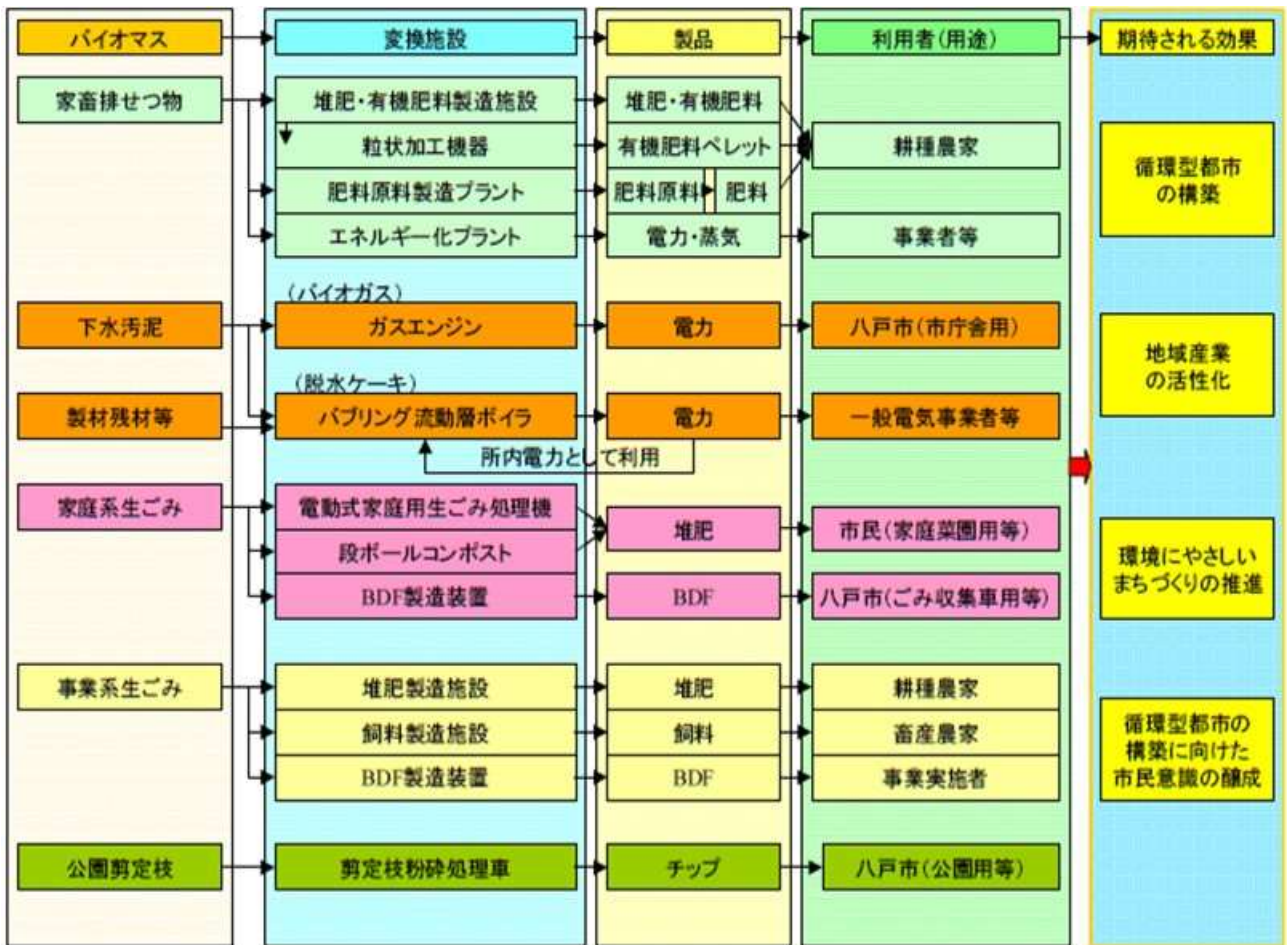 バイオマス
変換施設
製品
利用者(用途)
期待される効果
家畜排せつ物
堆肥・有機肥料製造施設
堆肥・有機肥料
粒状加工機器
有機肥料ペレット
耕種農家
肥料原料製造プラント
肥料原料
肥料
エネルギー化プラント
電力・蒸気
事業者等
循環型都市
の構築
(バイオガス)
下水汚泥
ガスエンジン
電力
八戸市(市庁舎用)
地域産業
の活性化
(脱水ケーキ)
製材残材等
バブリング流動層ボイラ
電力
一般電気事業者等
所内電力として利用
家庭系生ごみ
電動式家庭用生ごみ処理機
段ボールコンポスト
堆肥
市民(家庭菜園用等)
BDF製造装置
BDF
八戸市(ごみ収集車用等)
環境にやさしい
まちづくりの推進
事業系生ごみ
堆肥製造施設
堆肥
耕種農家
飼料製造施設
飼料
畜産農家
BDF製造装置
BDF
事業実施者
循環型都市の
構築に向けた
市民意識の醸成
公園剪定枝
剪定枝粉砕処理車
チップ
八戸市(公園用等)